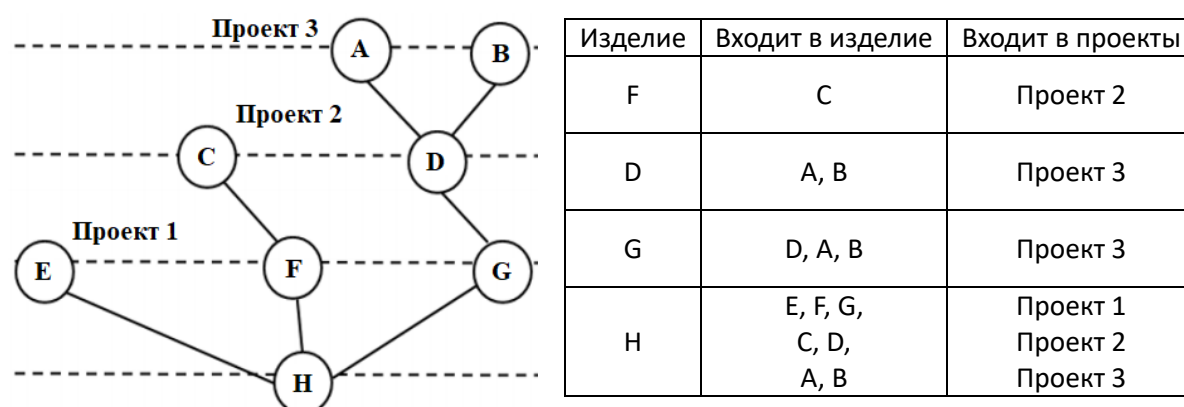 Проект 3
A
B
Проект 2
C
D
Проект 1
E
F
G
H
Изделие Входит в изделие Входит в проекты
F C Проект 2
D A, B Проект 3
G D, A, B Проект 3
E, F, G, Проект 1
H C, D, Проект 2
A, B Проект 3